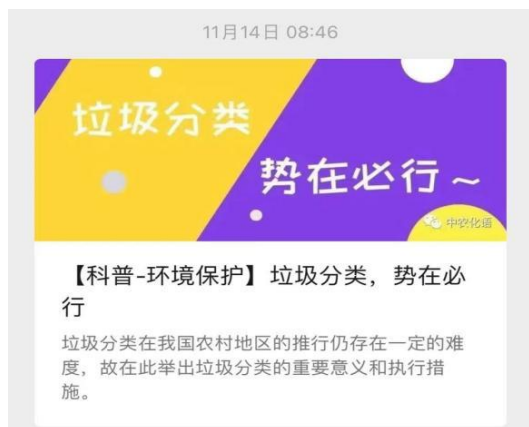 11月14日 08:46
垃圾分类
势在必行~
中农化语
【科普-环境保护】垃圾分类，势在必
行
垃圾分类在我国农村地区的推行仍存在一定的难
度，故在此举出垃圾分类的重要意义和执行措
施。